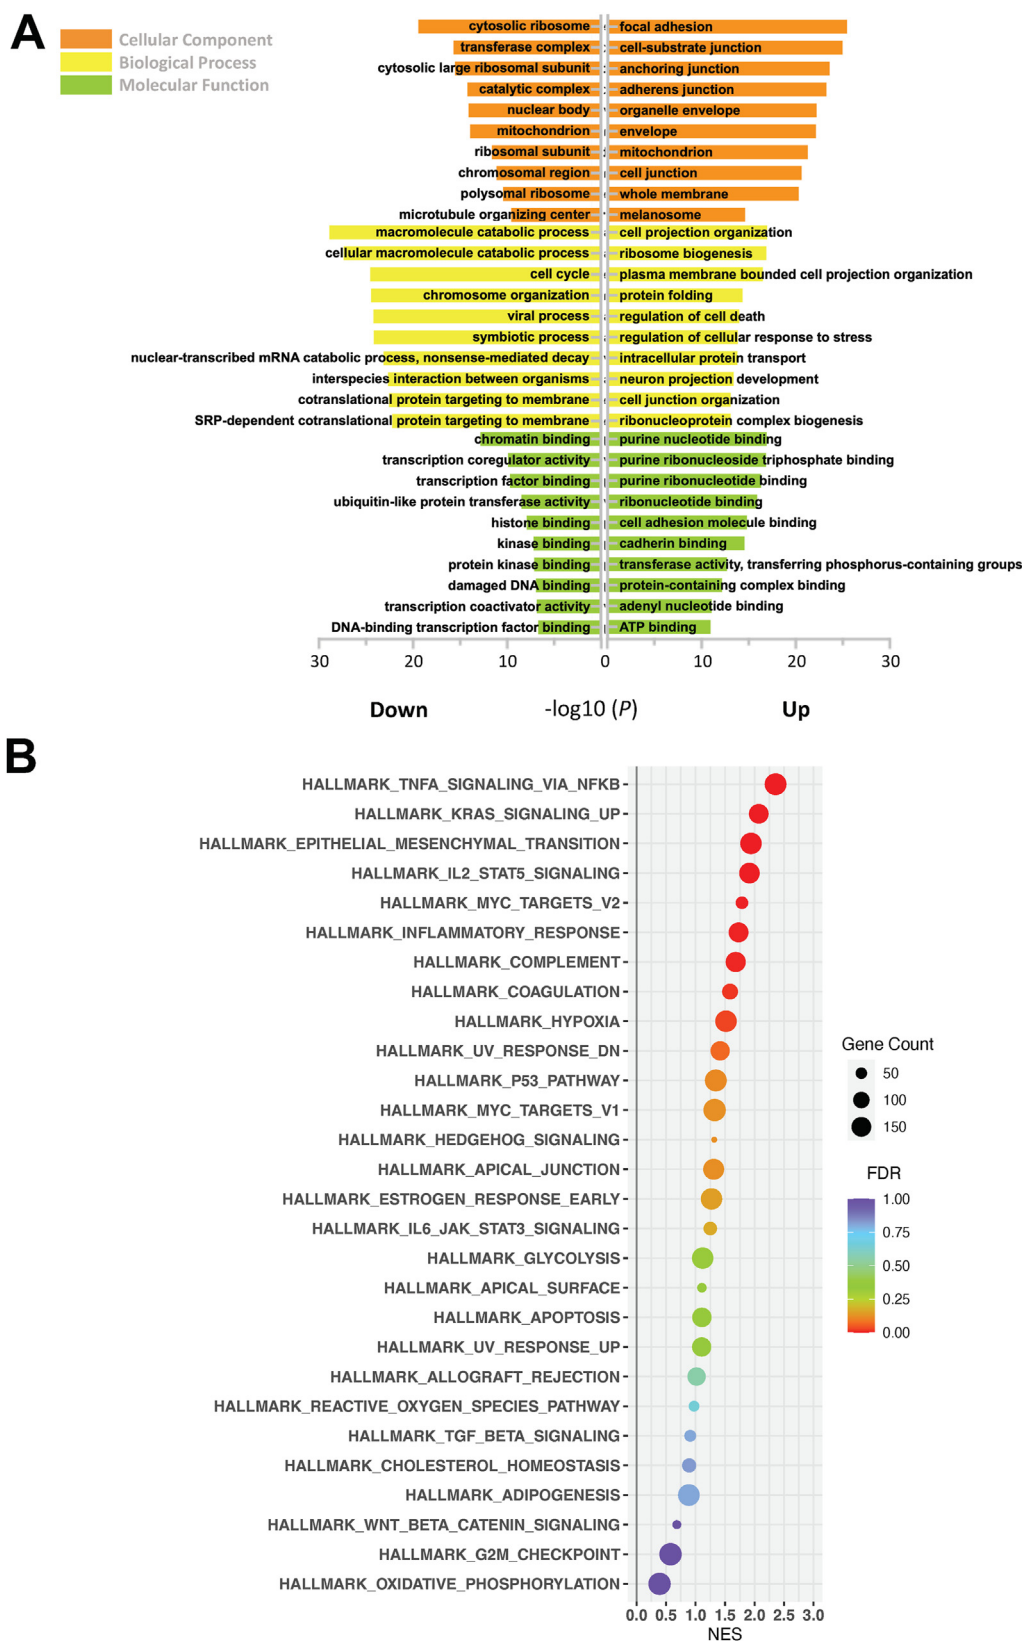 A
Cellular Component
Biological Process
Molecular Function
cytosolic ribosome focal adhesion
transferase complex cell-substrate junction
cytosolic large ribosomal subunit anchoring junction
catalytic complex adherens junction
nuclear body organelle envelope
mitochondrion envelope
ribosomal subunit mitochondrion
chromosomal region cell junction
polysomal ribosome whole membrane
microtubule organizing center melanosome
macromolecule catabolic process cell projection organization
cellular macromolecule catabolic process ribosome biogenesis
cell cycle plasma membrane bounded cell projection organization
chromosome organization protein folding
viral process regulation of cell death
symbiotic process regulation of cellular response to stress
nuclear-transcribed mRNA catabolic process, nonsense-mediated decay intracellular protein transport
interspecies interaction between organisms neuron projection development
cotranslational protein targeting to membrane cell junction organization
SRP-dependent cotranslational protein targeting to membrane ribonucleoprotein complex biogenesis
chromatin binding purine nucleotide binding
transcription coregulator activity purine ribonucleoside triphosphate binding
transcription factor binding purine ribonucleotide binding
ubiquitin-like protein transferase activity ribonucleotide binding
histone binding cell adhesion molecule binding
kinase binding cadherin binding
protein kinase binding transferase activity, transferring phosphorus-containing groups
damaged DNA binding protein-containing complex binding
transcription coactivator activity adenyl nucleotide binding
DNA-binding transcription factor binding ATP binding
30 20 10 0 10 20 30
Down -log10 (P) Up
B
HALLMARK_TNFA_SIGNALING_VIA_NFKB
HALLMARK_KRAS_SIGNALING_UP
HALLMARK_EPITHELIAL_MESENCHYMAL_TRANSITION
HALLMARK_IL2_STAT5_SIGNALING
HALLMARK_MYC_TARGETS_V2
HALLMARK_INFLAMMATORY_RESPONSE
HALLMARK_COMPLEMENT
HALLMARK_COAGULATION
HALLMARK_HYPOXIA
HALLMARK_UV_RESPONSE_DN
HALLMARK_P53_PATHWAY
HALLMARK_MYC_TARGETS_V1
HALLMARK_HEDGEHOG_SIGNALING
HALLMARK_APICAL_JUNCTION
HALLMARK_ESTROGEN_RESPONSE_EARLY
HALLMARK_IL6_JAK_STAT3_SIGNALING
HALLMARK_GLYCOLYSIS
HALLMARK_APICAL_SURFACE
HALLMARK_APOPTOSIS
HALLMARK_UV_RESPONSE_UP
HALLMARK_ALLOGRAFT_REJECTION
HALLMARK_REACTIVE_OXYGEN_SPECIES_PATHWAY
HALLMARK_TGF_BETA_SIGNALING
HALLMARK_CHOLESTEROL_HOMEOSTASIS
HALLMARK_ADIPOGENESIS
HALLMARK_WNT_BETA_CATENIN_SIGNALING
HALLMARK_G2M_CHECKPOINT
HALLMARK_OXIDATIVE_PHOSPHORYLATION
0.0 0.5 1.0 1.5 2.0 2.5 3.0
NES
Gene Count
50
100
150
FDR
1.00
0.75
0.50
0.25
0.00